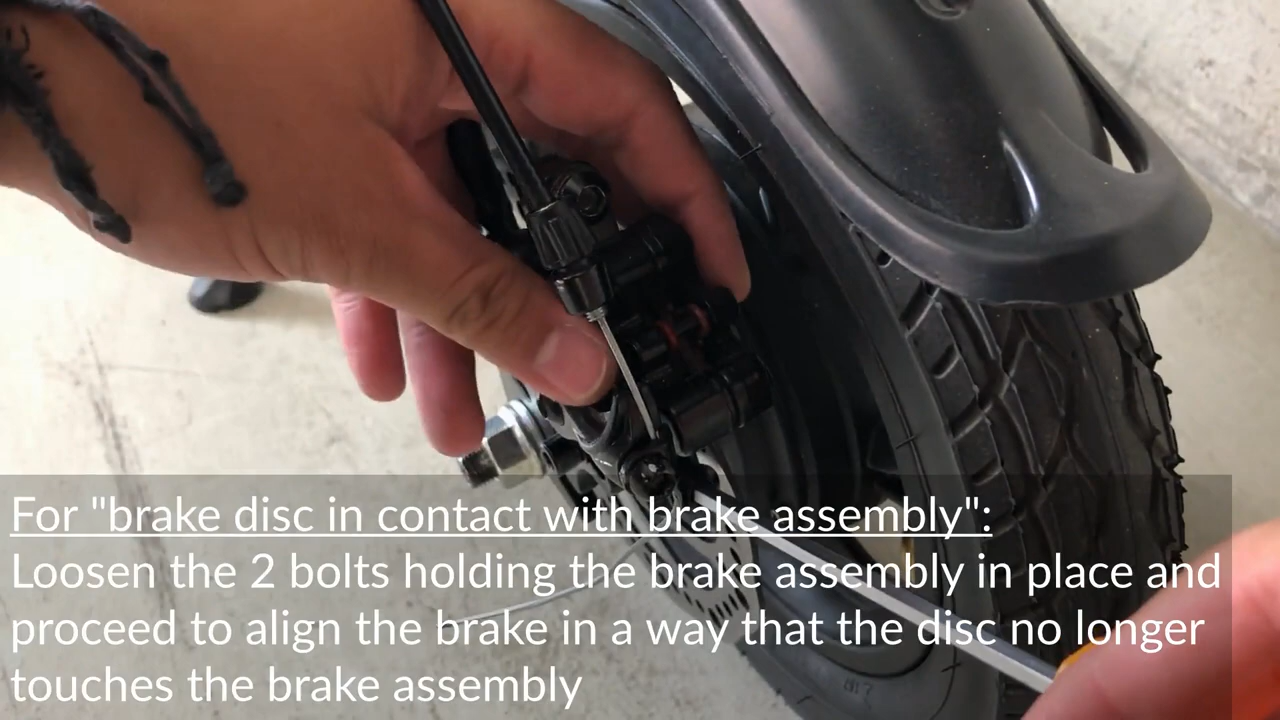 For "brake disc in contact with brake assembly":
Loosen the 2 bolts holding the brake assembly in place and
proceed to align the brake in a way that the disc no longer
touches the brake assembly